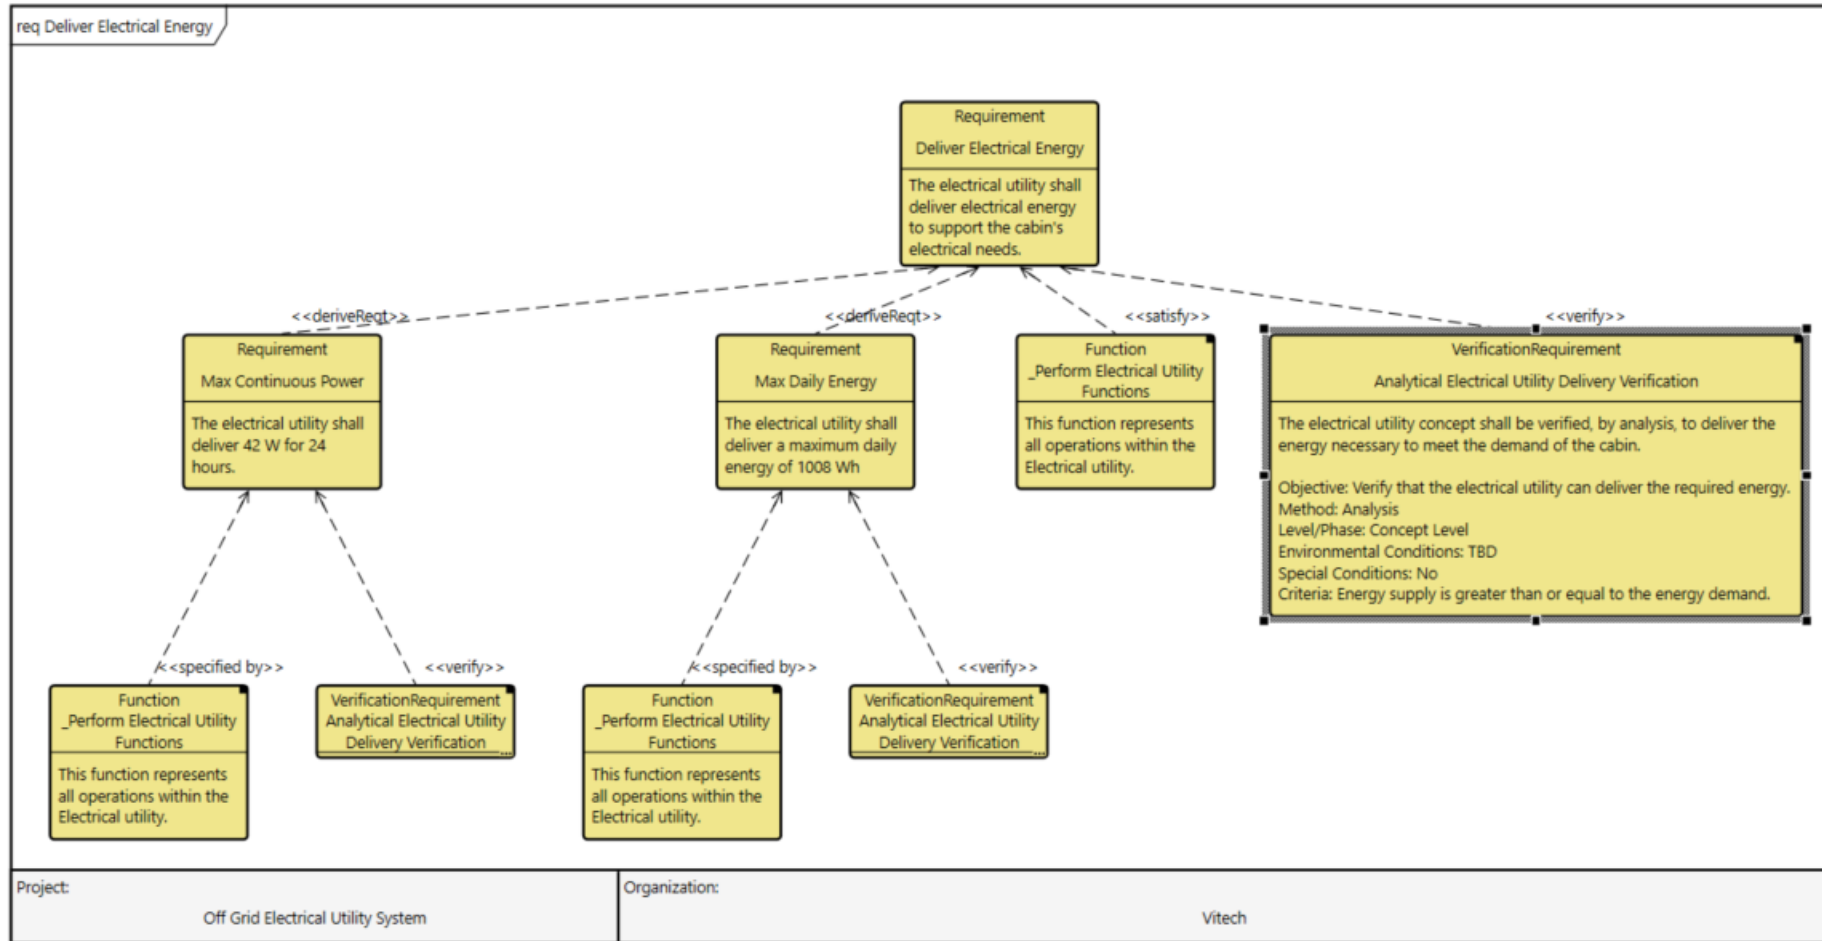 req Deliver Electrical Energy
Requirement
Deliver Electrical Energy
The electrical utility shall
deliver electrical energy
to support the cabin's
electrical needs.
<<deriveReqt>>
<<deriveReqt>>
<<satisfy>>
<<verify>>
Requirement
Max Continuous Power
The electrical utility shall
deliver 42 W for 24
hours.
Requirement
Max Daily Energy
The electrical utility shall
deliver a maximum daily
energy of 1008 Wh
Function
_Perform Electrical Utility
Functions
This function represents
all operations within the
Electrical utility.
VerificationRequirement
Analytical Electrical Utility Delivery Verification
The electrical utility concept shall be verified, by analysis, to deliver the
energy necessary to meet the demand of the cabin.
Objective: Verify that the electrical utility can deliver the required energy.
Method: Analysis
Level/Phase: Concept Level
Environmental Conditions: TBD
Special Conditions: No
Criteria: Energy supply is greater than or equal to the energy demand.
<<specified by>>
<<verify>>
<<specified by>>
<<verify>>
Function
_Perform Electrical Utility
Functions
This function represents
all operations within the
Electrical utility.
VerificationRequirement
Analytical Electrical Utility
Delivery Verification
...
Function
_Perform Electrical Utility
Functions
This function represents
all operations within the
Electrical utility.
VerificationRequirement
Analytical Electrical Utility
Delivery Verification
...
Project:
Off Grid Electrical Utility System
Organization:
Vitech